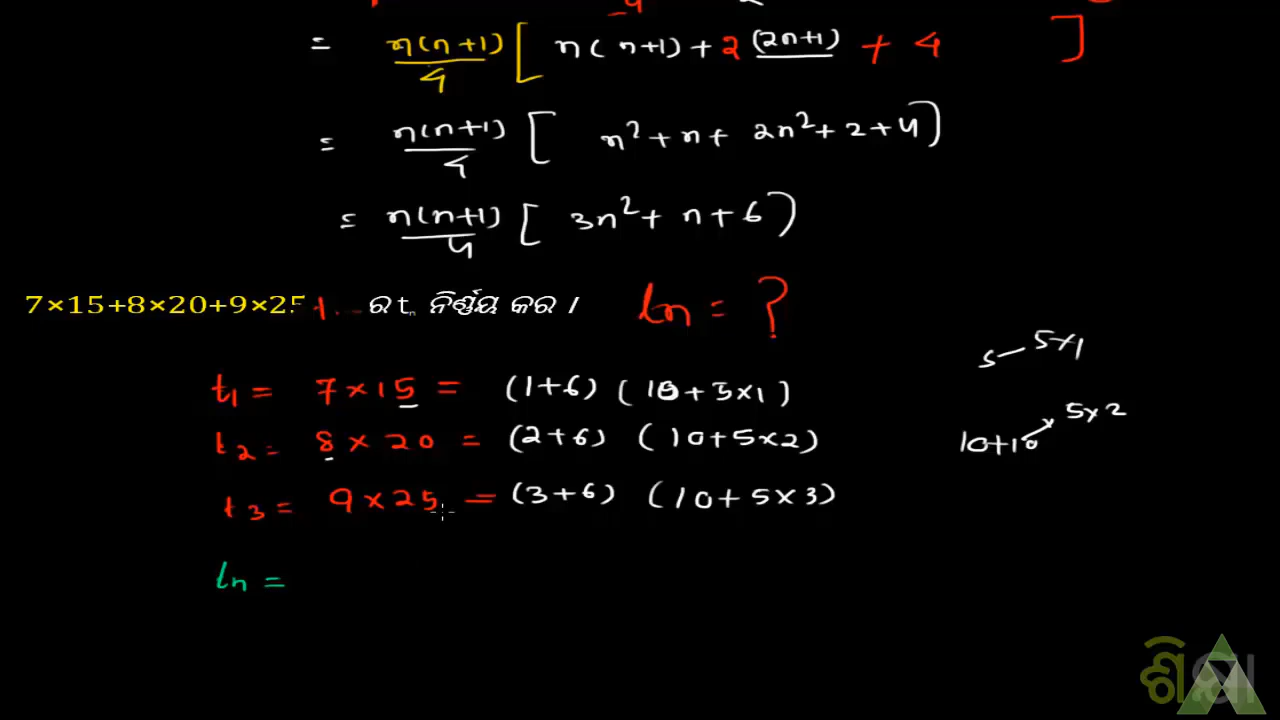 = n(n+1)/4 [ n(n+1) + 2 (2n+1) + 4 ]
= n(n+1)/4 [ n² + n + 2n² + 2 + 4 )
= n(n+1)/4 [ 3n² + n + 6 )
7×15+8×20+9×25 + ... ର tₙ ନିର୍ଣ୍ଣୟ କର । tn = ?
5 — 5×1
t1 = 7 × 15 = (1+6) (10+5×1)
t2 = 8 × 20 = (2+6) (10+5×2)
10+10 5×2
t3 = 9 × 25 = (3+6) (10+5×3)
tn =
ଶିକ୍ଷା